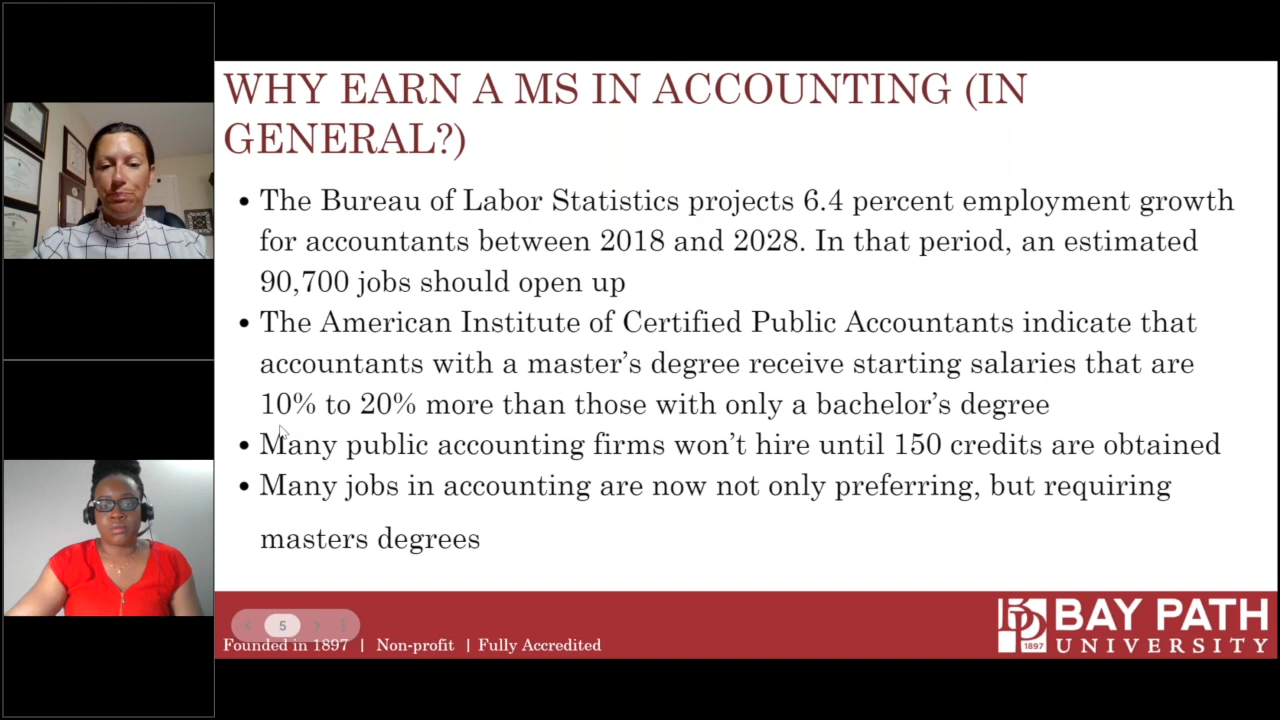 WHY EARN A MS IN ACCOUNTING (IN
GENERAL?)
• The Bureau of Labor Statistics projects 6.4 percent employment growth
for accountants between 2018 and 2028. In that period, an estimated
90,700 jobs should open up
• The American Institute of Certified Public Accountants indicate that
accountants with a master’s degree receive starting salaries that are
10% to 20% more than those with only a bachelor’s degree
• Many public accounting firms won’t hire until 150 credits are obtained
• Many jobs in accounting are now not only preferring, but requiring
masters degrees
5
Founded in 1897 | Non-profit | Fully Accredited
1897
BAY PATH
UNIVERSITY